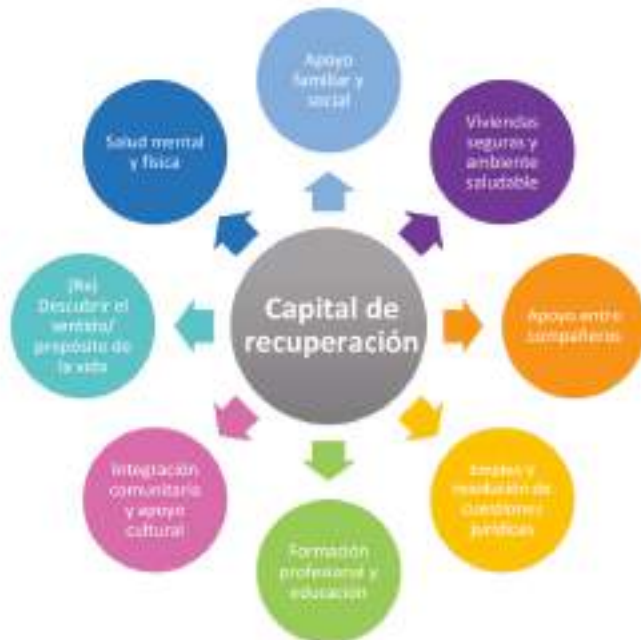 Capital de
recuperación
Apoyo
familiar y
social
Viviendas
seguras y
ambiente
saludable
Apoyo entre
compañeros
Empleo y
resolución de
cuestiones
jurídicas
Formación
profesional y
educación
Integración
comunitaria
y apoyo
cultural
(Re)
Descubrir el
sentido/
propósito de
la vida
Salud mental
y física